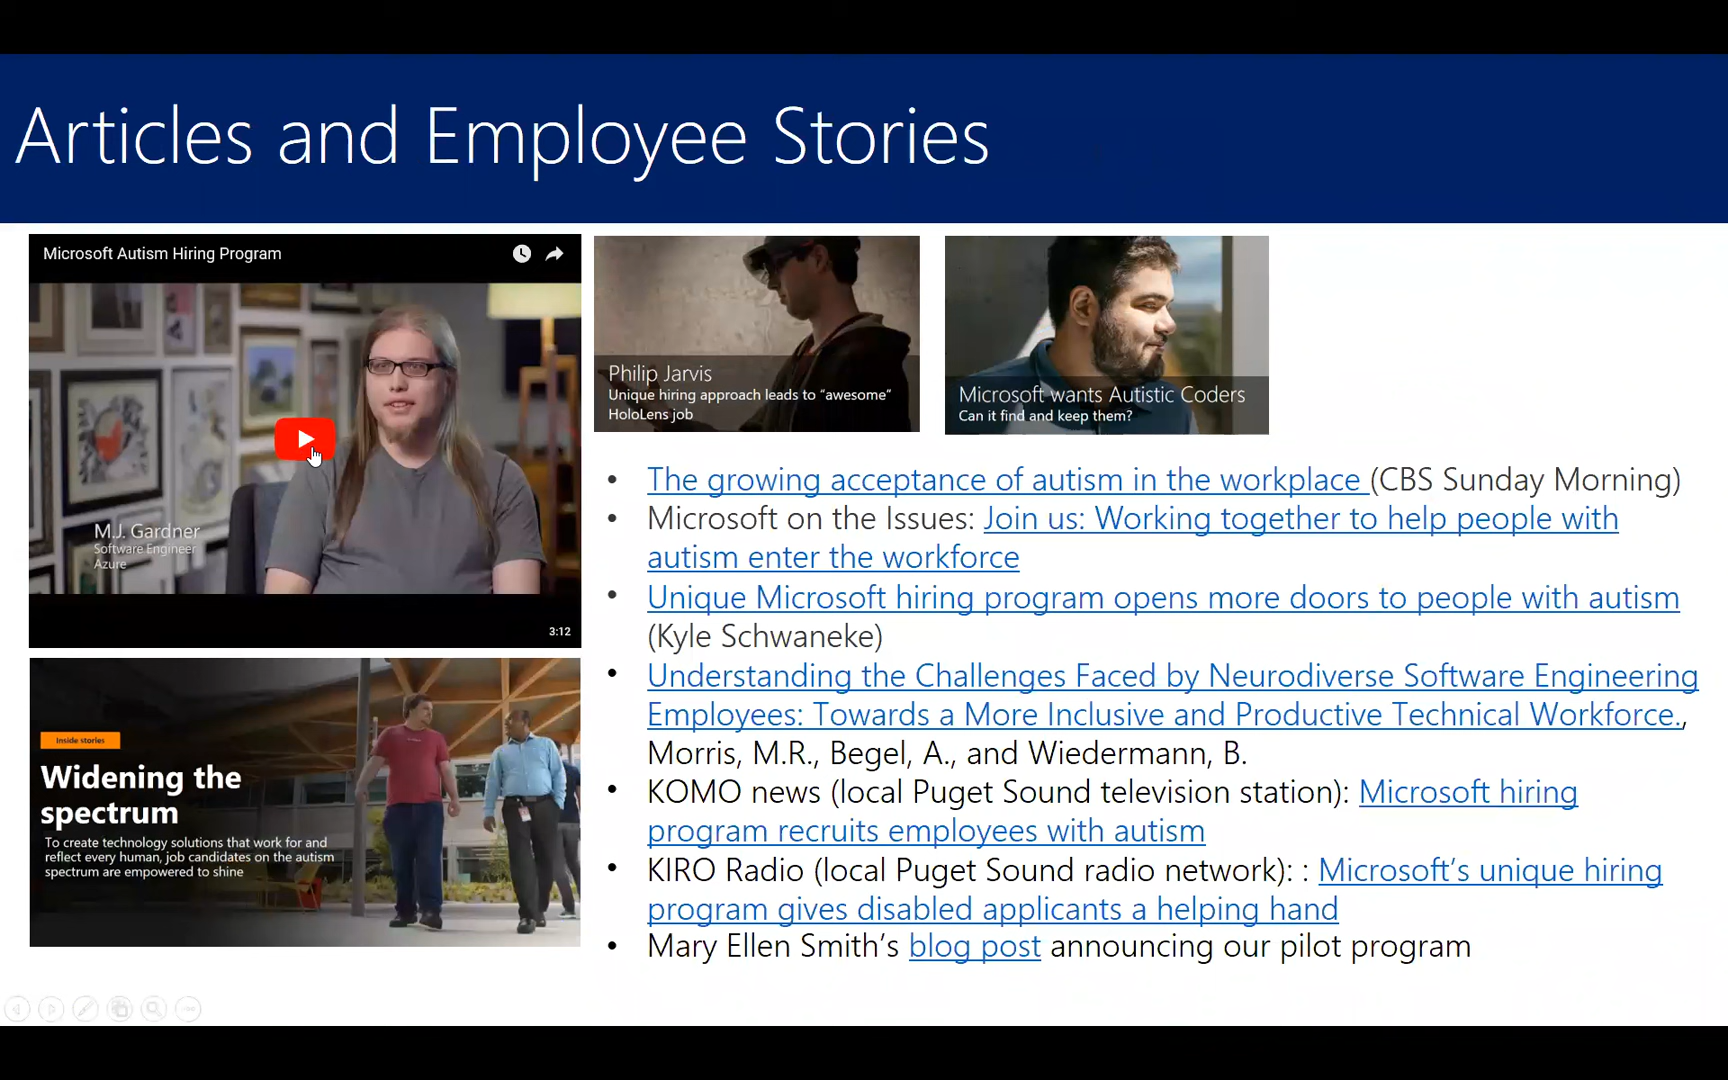 Articles and Employee Stories
Microsoft Autism Hiring Program
M.J. Gardner
Software Engineer
Azure
3:12
Philip Jarvis
Unique hiring approach leads to “awesome”
HoloLens job
Microsoft wants Autistic Coders
Can it find and keep them?
Inside stories
Widening the
spectrum
To create technology solutions that work for and
reflect every human, job candidates on the autism
spectrum are empowered to shine
• The growing acceptance of autism in the workplace (CBS Sunday Morning)
• Microsoft on the Issues: Join us: Working together to help people with
autism enter the workforce
• Unique Microsoft hiring program opens more doors to people with autism
(Kyle Schwaneke)
• Understanding the Challenges Faced by Neurodiverse Software Engineering
Employees: Towards a More Inclusive and Productive Technical Workforce.,
Morris, M.R., Begel, A., and Wiedermann, B.
• KOMO news (local Puget Sound television station): Microsoft hiring
program recruits employees with autism
• KIRO Radio (local Puget Sound radio network): : Microsoft’s unique hiring
program gives disabled applicants a helping hand
• Mary Ellen Smith’s blog post announcing our pilot program